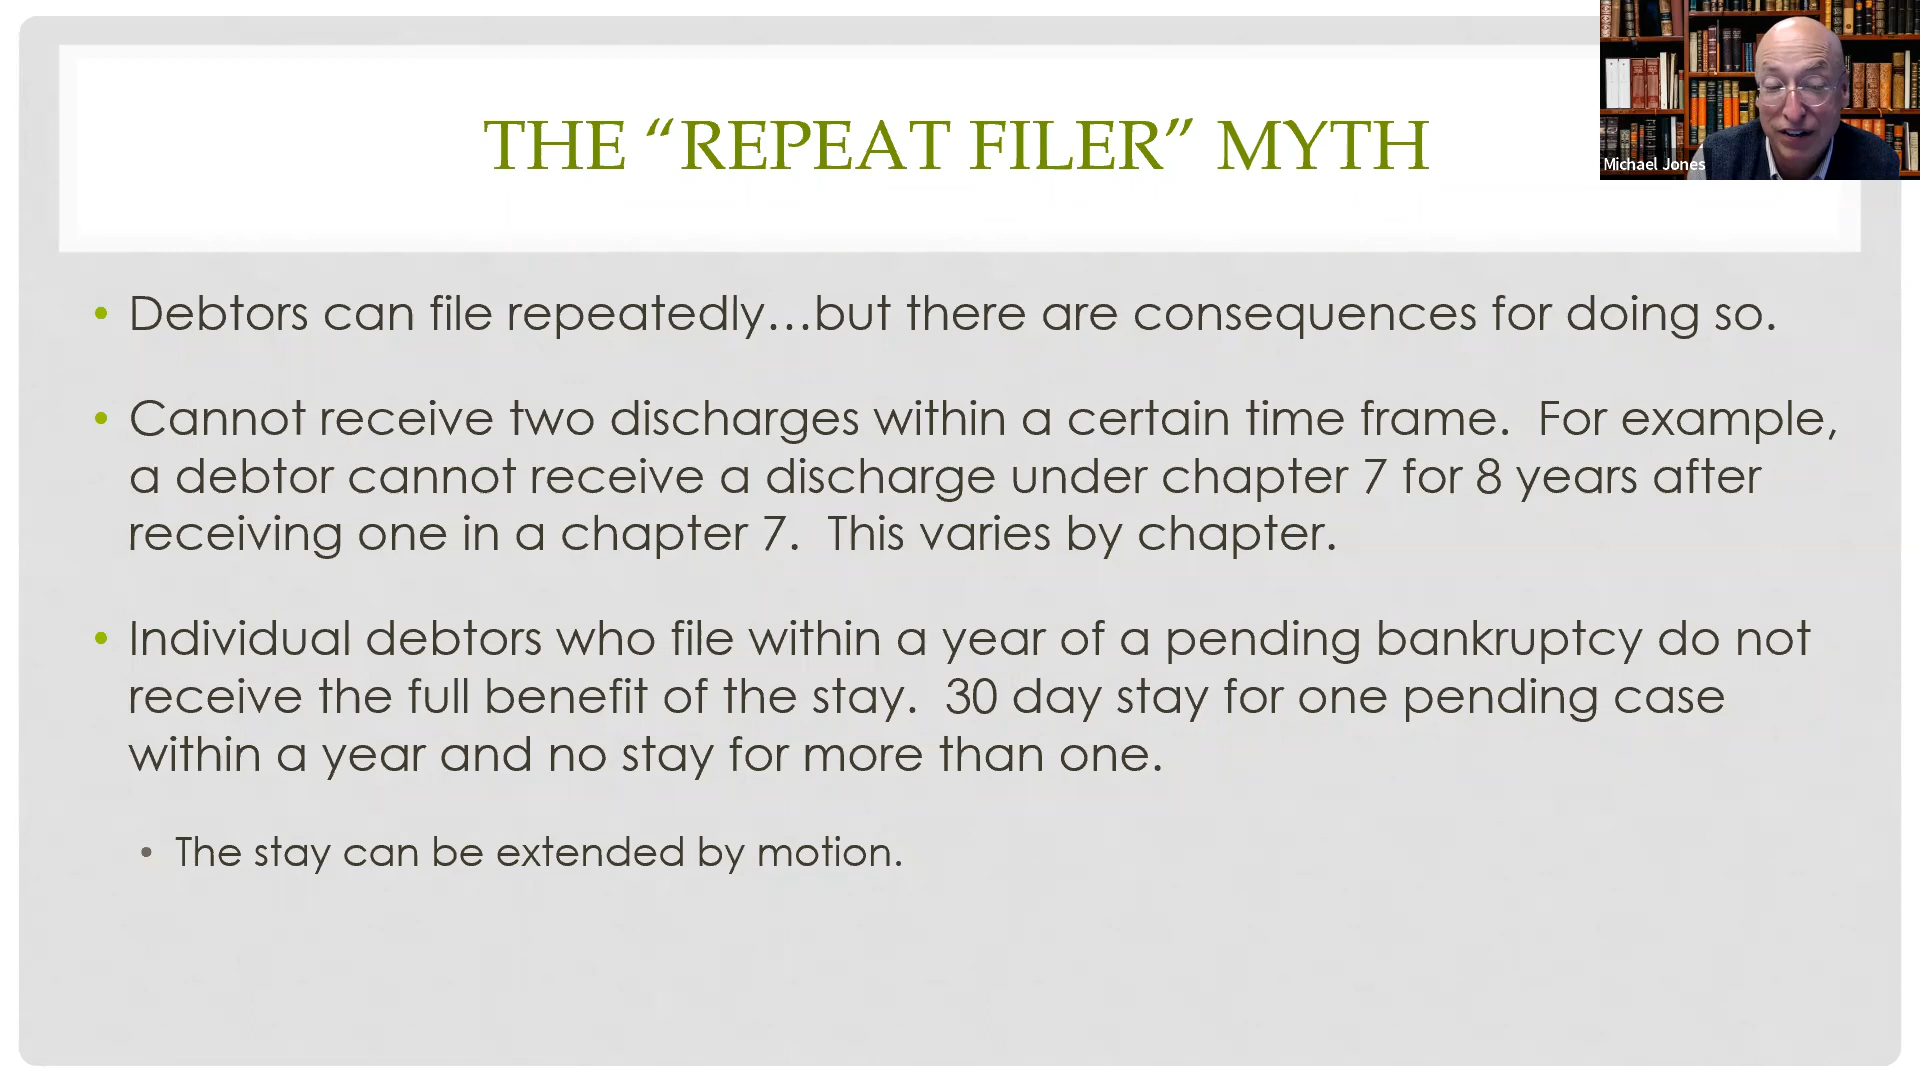 THE “REPEAT FILER” MYTH
Michael Jones
• Debtors can file repeatedly…but there are consequences for doing so.
• Cannot receive two discharges within a certain time frame.  For example,
a debtor cannot receive a discharge under chapter 7 for 8 years after
receiving one in a chapter 7.  This varies by chapter.
• Individual debtors who file within a year of a pending bankruptcy do not
receive the full benefit of the stay.  30 day stay for one pending case
within a year and no stay for more than one.
• The stay can be extended by motion.